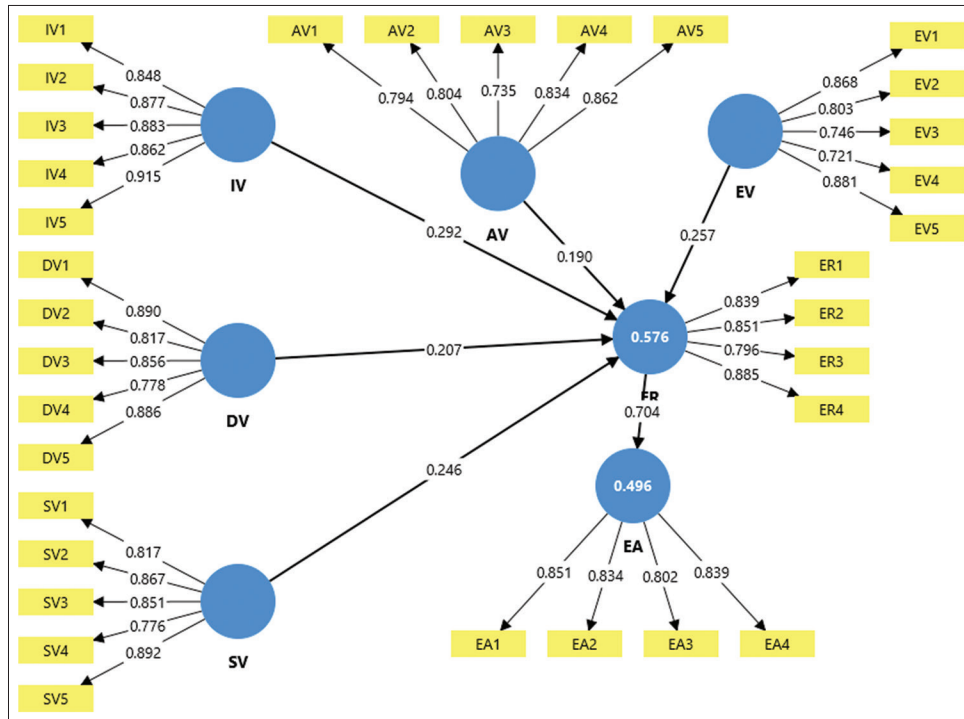 IV1
IV2
IV3
IV4
IV5
0.848
0.877
0.883
0.862
0.915
IV
AV1 AV2 AV3 AV4 AV5
0.794 0.804 0.735 0.834 0.862
AV
EV1
EV2
EV3
EV4
EV5
0.868
0.803
0.746
0.721
0.881
EV
0.292
0.190
0.257
DV1
DV2
DV3
DV4
DV5
0.890
0.817
0.856
0.778
0.886
DV
0.207
0.576
ER
ER1
ER2
ER3
ER4
0.839
0.851
0.796
0.885
0.704
0.246
SV1
SV2
SV3
SV4
SV5
0.817
0.867
0.851
0.776
0.892
SV
0.496
EA
0.851 0.834 0.802 0.839
EA1 EA2 EA3 EA4